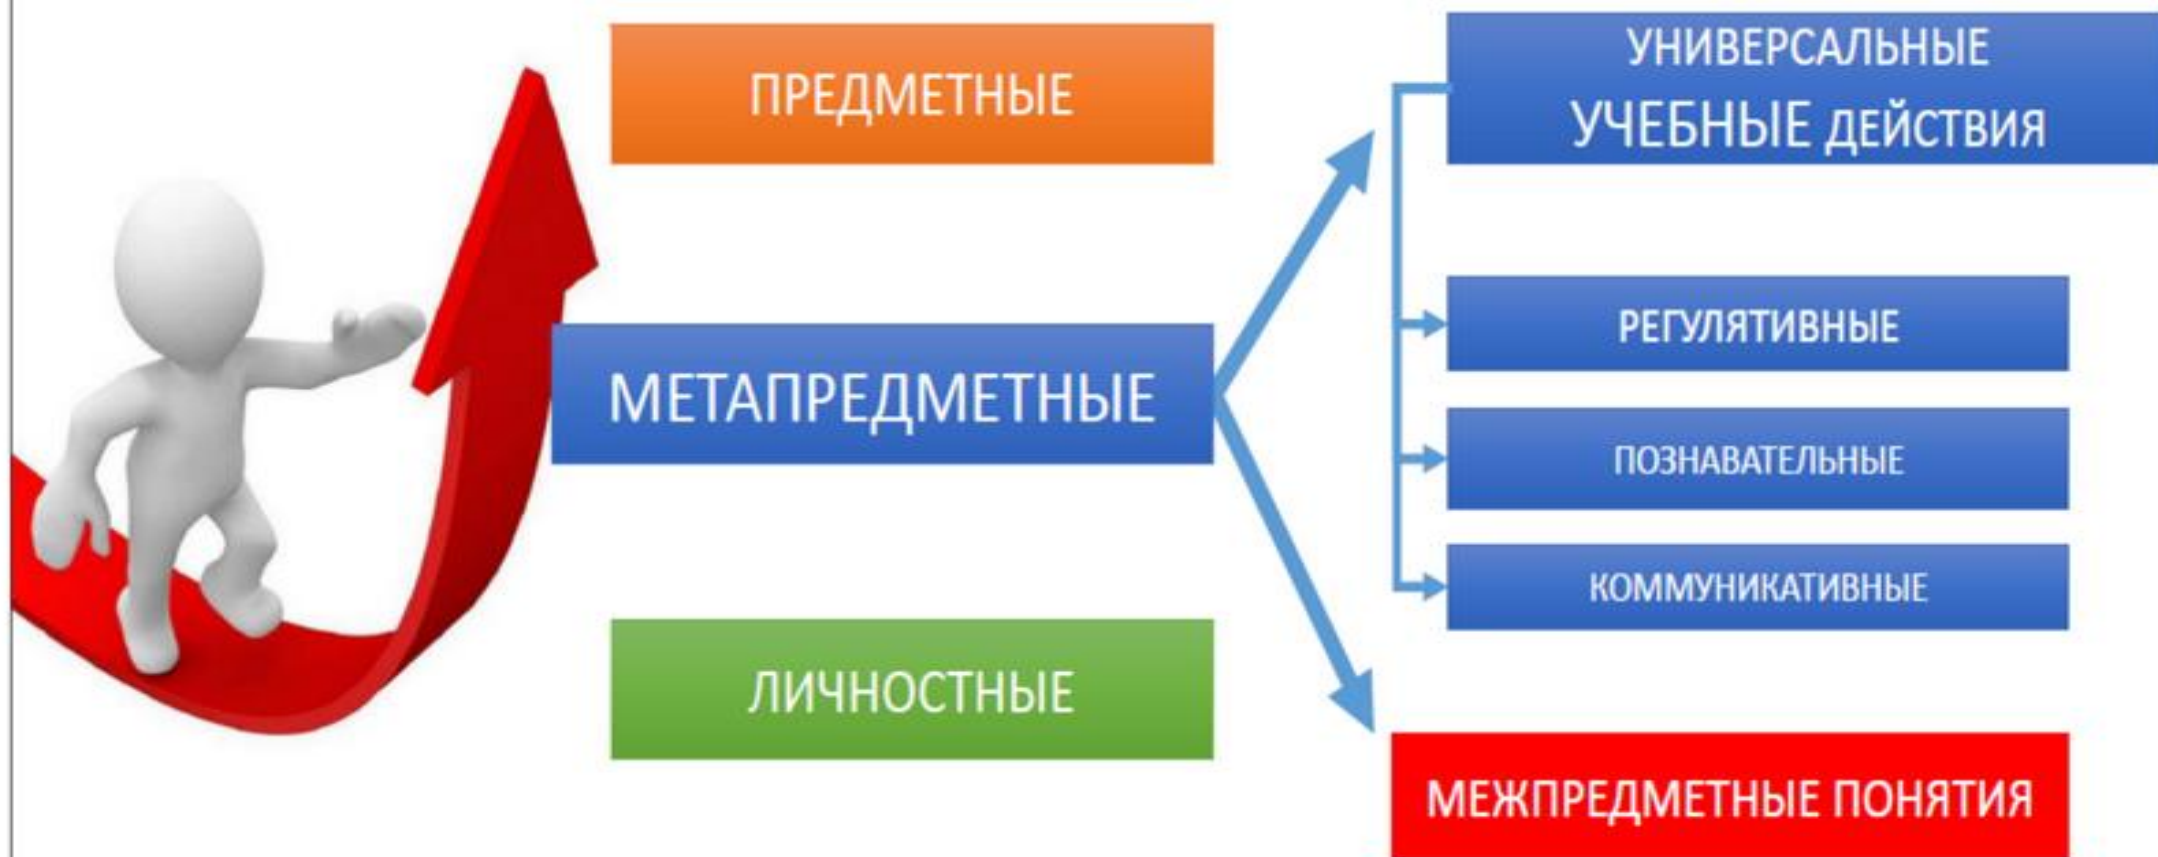 ПРЕДМЕТНЫЕ
МЕТАПРЕДМЕТНЫЕ
ЛИЧНОСТНЫЕ
УНИВЕРСАЛЬНЫЕ
УЧЕБНЫЕ ДЕЙСТВИЯ
РЕГУЛЯТИВНЫЕ
ПОЗНАВАТЕЛЬНЫЕ
КОММУНИКАТИВНЫЕ
МЕЖПРЕДМЕТНЫЕ ПОНЯТИЯ